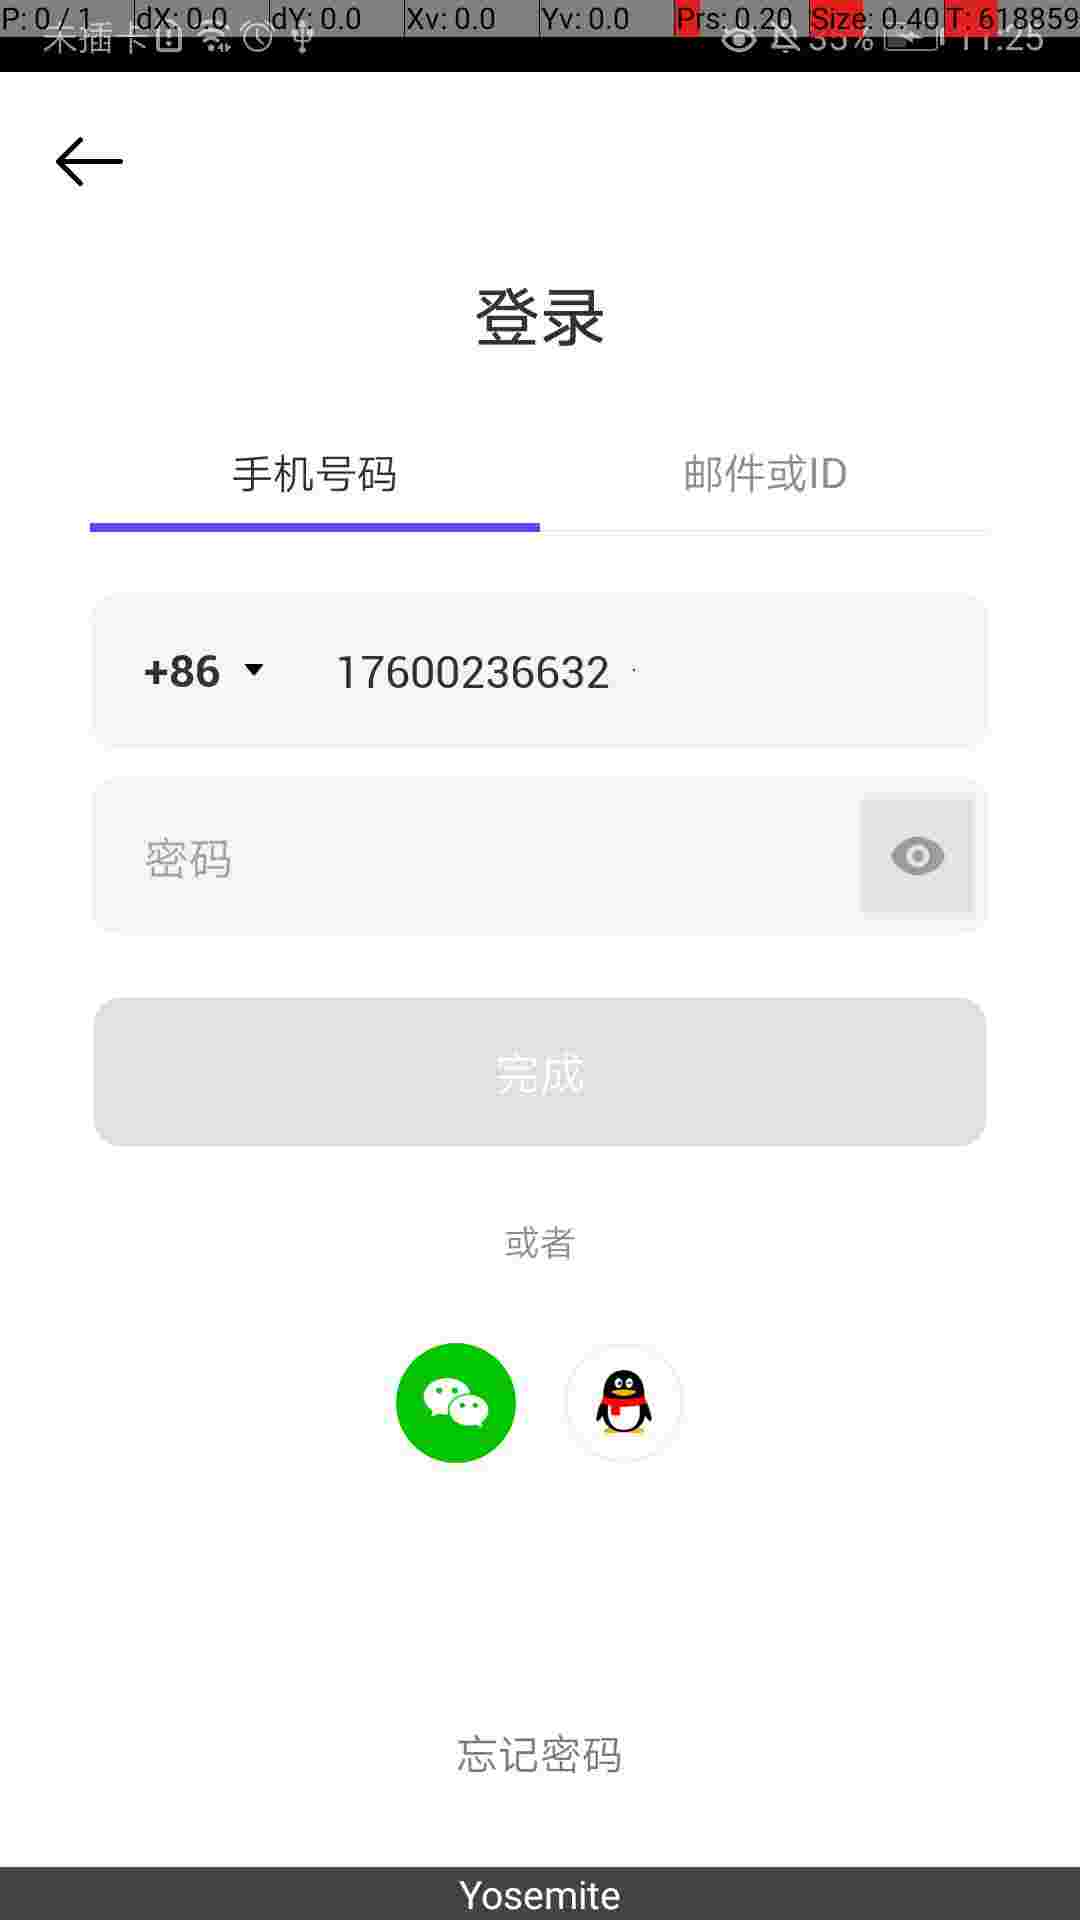 P: 0 / 1 dX: 0.0 dY: 0.0 Xv: 0.0 Yv: 0.0 Prs: 0.20 Size: 0.40 T: 618859
未插卡 35% 11:25
登录
手机号码 邮件或ID
+86 17600236632
密码
完成
或者
忘记密码
Yosemite